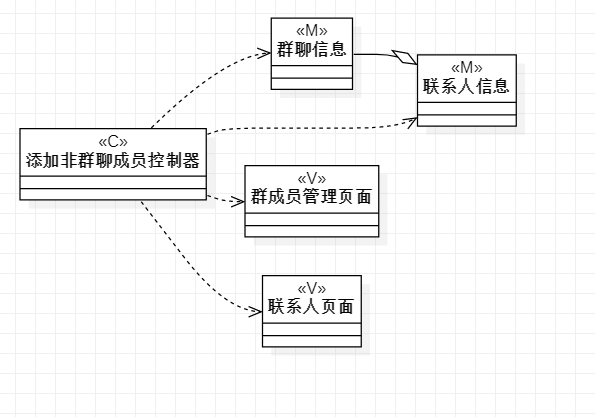 «M»
群聊信息
«M»
联系人信息
«C»
添加非群聊成员控制器
«V»
群成员管理页面
«V»
联系人页面